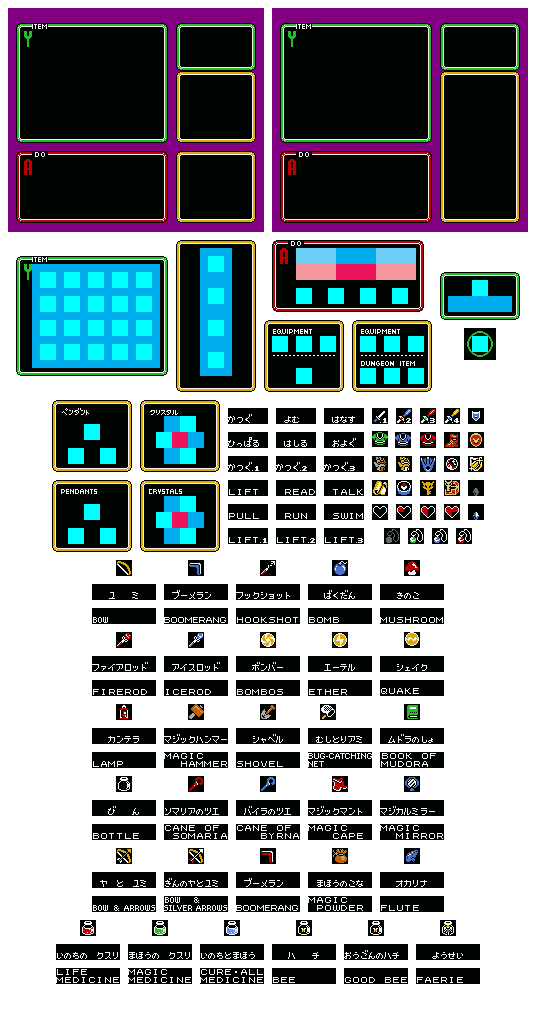 ITEM
Y
ITEM
Y
DO
A
DO
A
ITEM
Y
DO
A
EQUIPMENT
EQUIPMENT
DUNGEON ITEM
ペンダント
クリスタル
かつぐ よむ はなす
1 2 3 4
ひっぱる はしる およぐ
かつぐ.1 かつぐ.2 かつぐ.3
PENDANTS
CRYSTALS
LIFT READ TALK
PULL RUN SWIM
LIFT.1 LIFT.2 LIFT.3
ユミ ブーメラン フックショット ばくだん きのこ
BOW BOOMERANG HOOKSHOT BOMB MUSHROOM
ファイアロッド アイスロッド ボンバー エーテル シェイク
FIREROD ICEROD BOMBOS ETHER QUAKE
カンテラ マジックハンマー シャベル むしとりアミ ムドラのしょ
LAMP MAGIC HAMMER SHOVEL BUG-CATCHING NET BOOK OF MUDORA
びん ソマリアのツエ バイラのツエ マジックマント マジカルミラー
BOTTLE CANE OF SOMARIA CANE OF BYRNA MAGIC CAPE MAGIC MIRROR
ヤとユミ ぎんのヤとユミ ブーメラン まほうのこな オカリナ
BOW & ARROWS BOW & SILVER ARROWS BOOMERANG MAGIC POWDER FLUTE
いのちの クスリ まほうの クスリ いのちとまほう ハチ おうごんのハチ ようせい
LIFE MEDICINE MAGIC MEDICINE CURE-ALL MEDICINE BEE GOOD BEE FAERIE